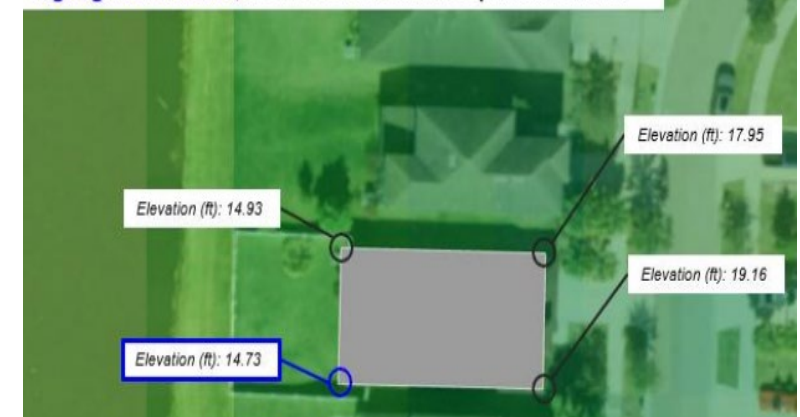 Elevation (ft): 17.95
Elevation (ft): 14.93
Elevation (ft): 19.16
Elevation (ft): 14.73